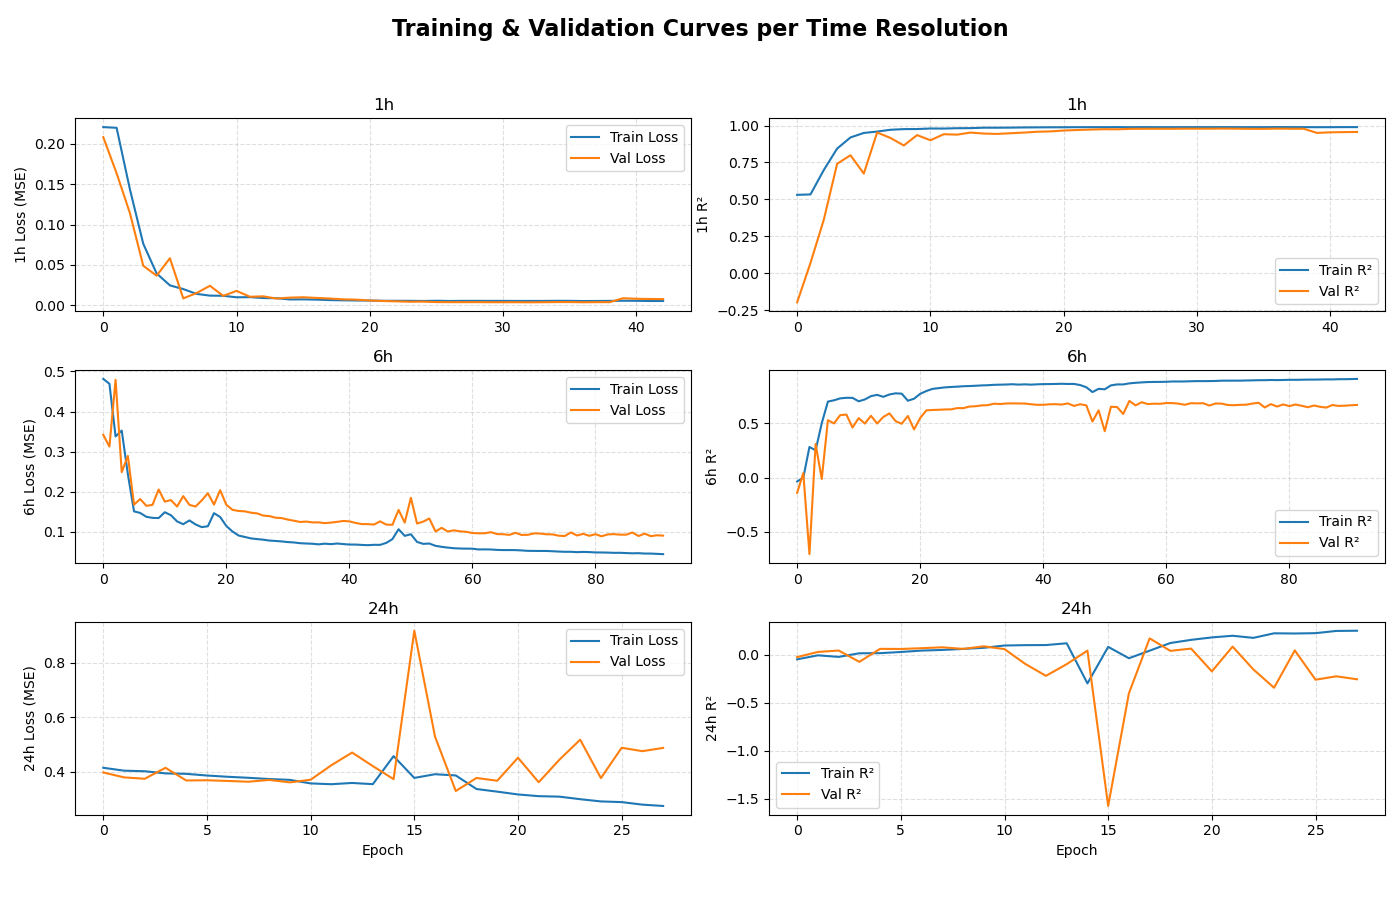 Training & Validation Curves per Time Resolution
1h
1h Loss (MSE)
0.20
0.15
0.10
0.05
0.00
0 10 20 30 40
Train Loss
Val Loss
1h
1h R²
1.00
0.75
0.50
0.25
0.00
−0.25
0 10 20 30 40
Train R²
Val R²
6h
6h Loss (MSE)
0.5
0.4
0.3
0.2
0.1
0 20 40 60 80
Train Loss
Val Loss
6h
6h R²
0.5
0.0
−0.5
0 20 40 60 80
Train R²
Val R²
24h
24h Loss (MSE)
0.8
0.6
0.4
0 5 10 15 20 25
Epoch
Train Loss
Val Loss
24h
24h R²
0.0
−0.5
−1.0
−1.5
0 5 10 15 20 25
Epoch
Train R²
Val R²